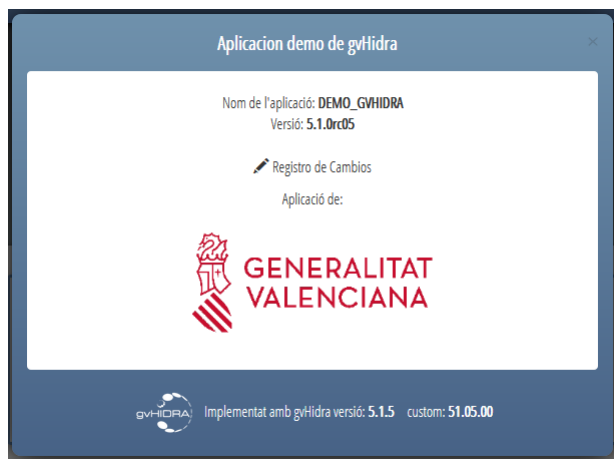 Aplicacion demo de gvHidra
×
Nom de l'aplicació: DEMO_GVHIDRA
Versió: 5.1.0rc05
Registro de Cambios
Aplicació de:
GENERALITAT
VALENCIANA
gvHIDRA Implementat amb gvHidra versió: 5.1.5 custom: 51.05.00